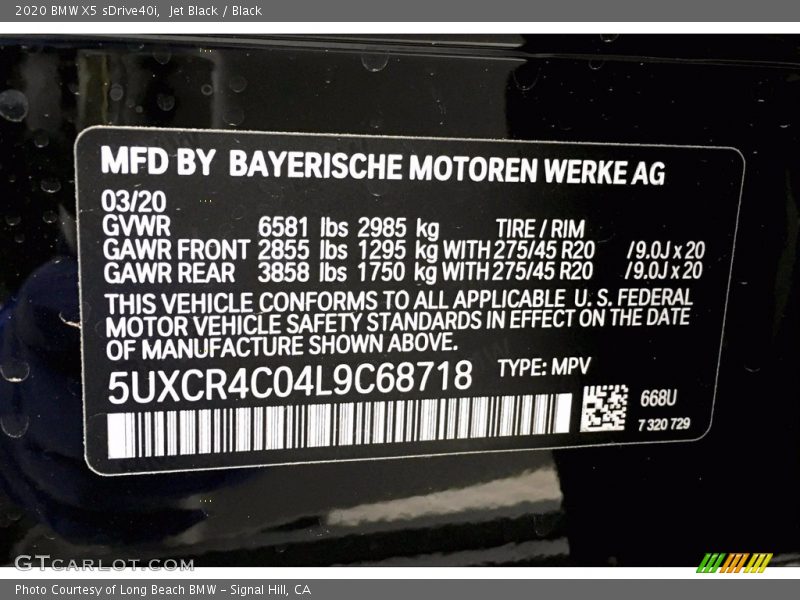 2020 BMW X5 sDrive40i, Jet Black / Black
MFD BY BAYERISCHE MOTOREN WERKE AG
03/20
GVWR 6581 lbs 2985 kg TIRE / RIM
GAWR FRONT 2855 lbs 1295 kg WITH 275/45 R20 /9.0J x 20
GAWR REAR 3858 lbs 1750 kg WITH 275/45 R20 /9.0J x 20
THIS VEHICLE CONFORMS TO ALL APPLICABLE U. S. FEDERAL
MOTOR VEHICLE SAFETY STANDARDS IN EFFECT ON THE DATE
OF MANUFACTURE SHOWN ABOVE.
5UXCR4C04L9C68718 TYPE: MPV
668U
7 320 729
GTCARLOT.COM
Photo Courtesy of Long Beach BMW - Signal Hill, CA